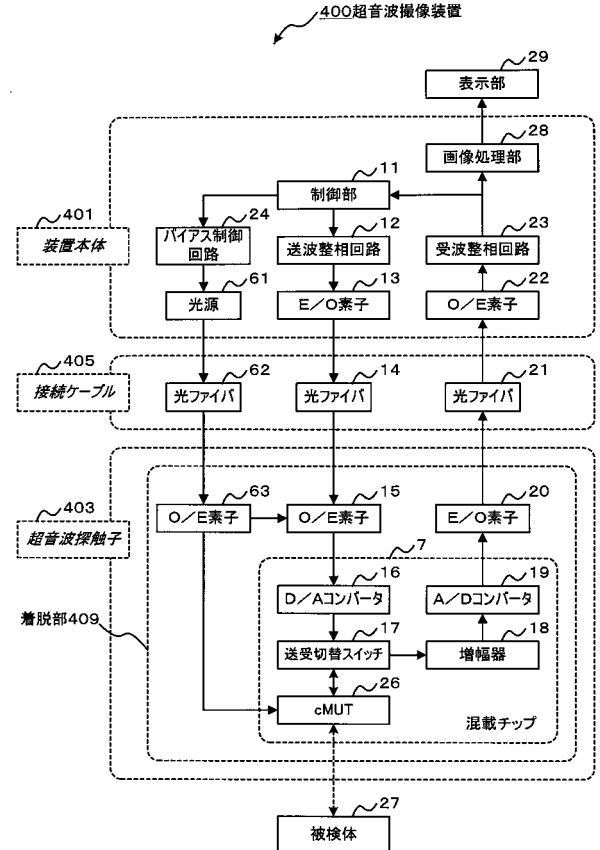 400超音波撮像装置
29
表示部
28
画像処理部
11
制御部
401
装置本体
24
バイアス制御
回路
12
送波整相回路
23
受波整相回路
61
光源
13
E/O素子
22
O/E素子
405
接続ケーブル
62
光ファイバ
14
光ファイバ
21
光ファイバ
403
超音波探触子
63
O/E素子
15
O/E素子
20
E/O素子
7
16
D/Aコンバータ
19
A/Dコンバータ
着脱部409
17
送受切替スイッチ
18
増幅器
26
cMUT
混載チップ
27
被検体